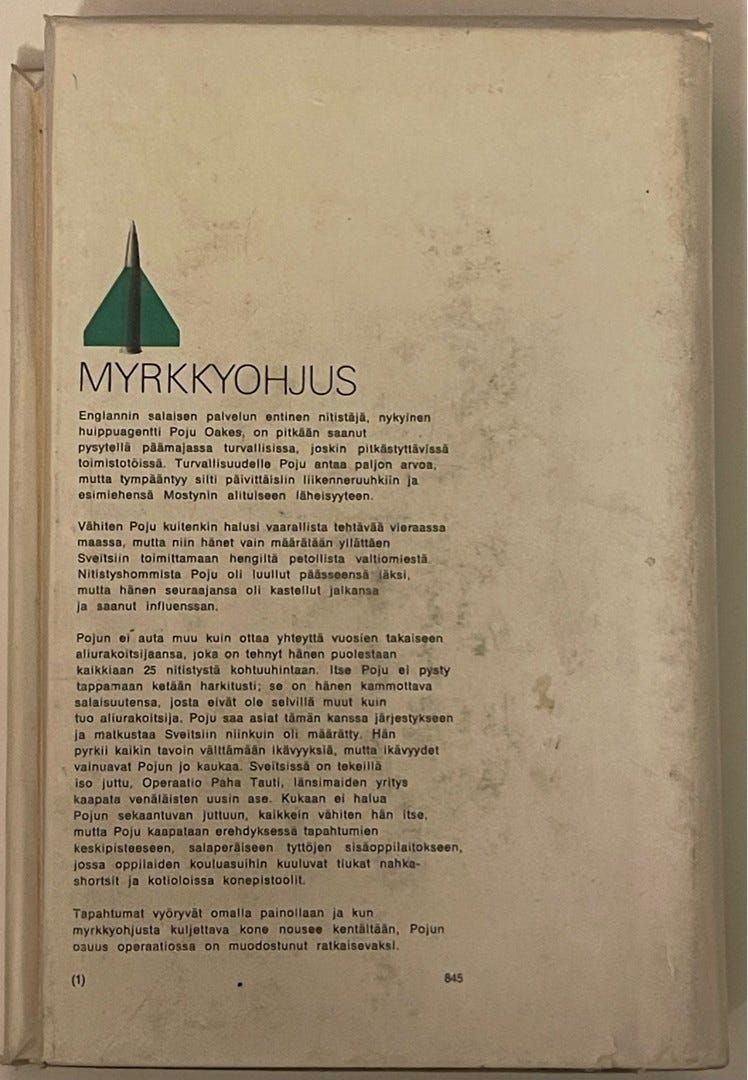 MYRKKYOHJUS
Englannin salaisen palvelun entinen nitistäjä, nykyinen
huippuagentti Poju Oakes, on pitkään saanut
pysytellä päämajassa turvallisissa, joskin pitkästyttävissä
toimistotöissä. Turvallisuudelle Poju antaa paljon arvoa,
mutta tympääntyy silti päivittäisiin liikenneruuhkiin ja
esimiehensä Mostynin alituiseen läheisyyteen.
Vähiten Poju kuitenkin halusi vaarallista tehtävää vieraassa
maassa, mutta niin hänet vain määrätään yllättäen
Sveitsiin toimittamaan hengiltä petollista valtiomiestä.
Nitistyshommista Poju oli luullut päässeensä iäksi,
mutta hänen seuraajansa oli kastellut jalkansa
ja saanut influenssan.
Pojun ei auta muu kuin ottaa yhteyttä vuosien takaiseen
aliurakoitsijaansa, joka on tehnyt hänen puolestaan
kaikkiaan 25 nitistystä kohtuuhintaan. Itse Poju ei pysty
tappamaan ketään harkitusti; se on hänen kammottava
salaisuutensa, josta eivät ole selvillä muut kuin
tuo aliurakoitsija. Poju saa asiat tämän kanssa järjestykseen
ja matkustaa Sveitsiin niinkuin oli määrätty. Hän
pyrkii kaikin tavoin välttämään ikävyyksiä, mutta ikävyydet
vainuavat Pojun jo kaukaa. Sveitsissä on tekeillä
iso juttu, Operaatio Paha Tauti, länsimaiden yritys
kaapata venäläisten uusin ase. Kukaan ei halua
Pojun sekaantuvan juttuun, kaikkein vähiten hän itse,
mutta Poju kaapataan erehdyksessä tapahtumien
keskipisteeseen, salaperäiseen tyttöjen sisäoppilaitokseen,
jossa oppilaiden kouluasuihin kuuluvat tiukat nahka-
shortsit ja kotioloissa konepistoolit.
Tapahtumat vyöryvät omalla painollaan ja kun
myrkkyohjusta kuljettava kone nousee kentältään, Pojun
osuus operaatiossa on muodostunut ratkaisevaksi.
(1) 845